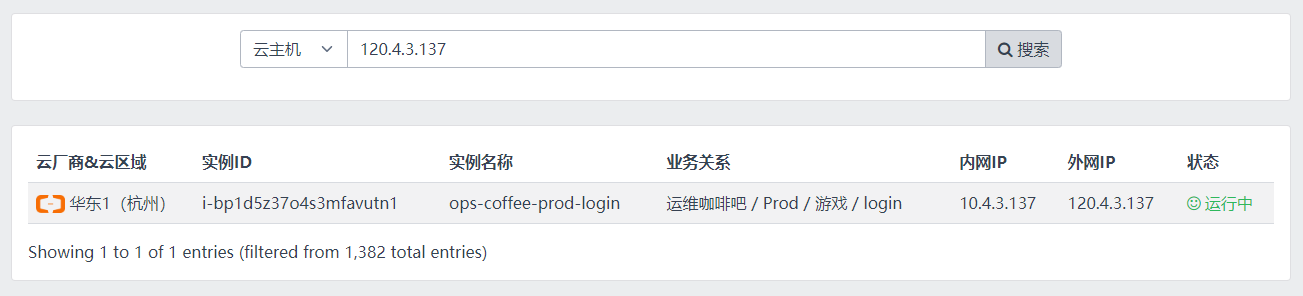 云主机 120.4.3.137 搜索
云厂商&云区域 实例ID 实例名称 业务关系 内网IP 外网IP 状态
华东1（杭州） i-bp1d5z37o4s3mfavutn1 ops-coffee-prod-login 运维咖啡吧 / Prod / 游戏 / login 10.4.3.137 120.4.3.137 运行中
Showing 1 to 1 of 1 entries (filtered from 1,382 total entries)